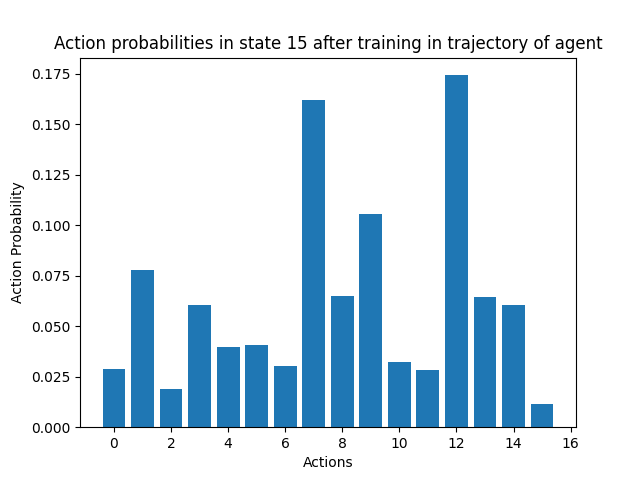 Action probabilities in state 15 after training in trajectory of agent
0.175
0.150
0.125
0.100
0.075
0.050
0.025
0.000
Action Probability
0 2 4 6 8 10 12 14 16
Actions